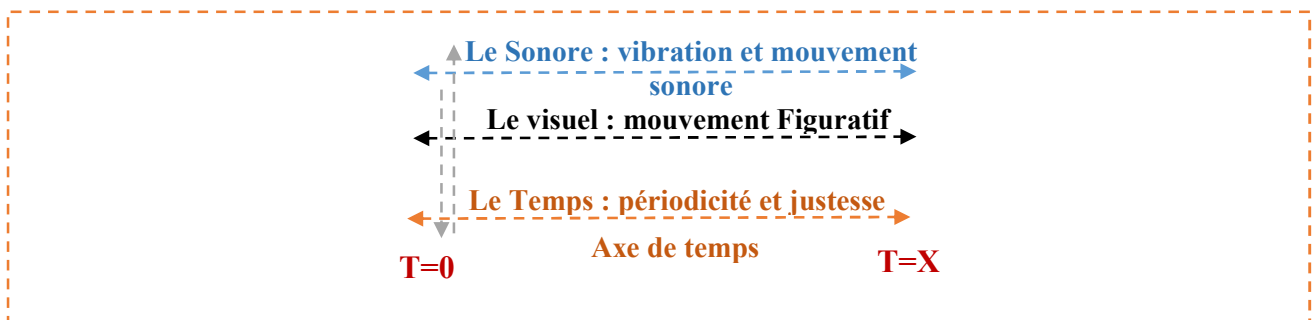 Le Sonore : vibration et mouvement
sonore
Le visuel : mouvement Figuratif
Le Temps : périodicité et justesse
Axe de temps
T=0
T=X